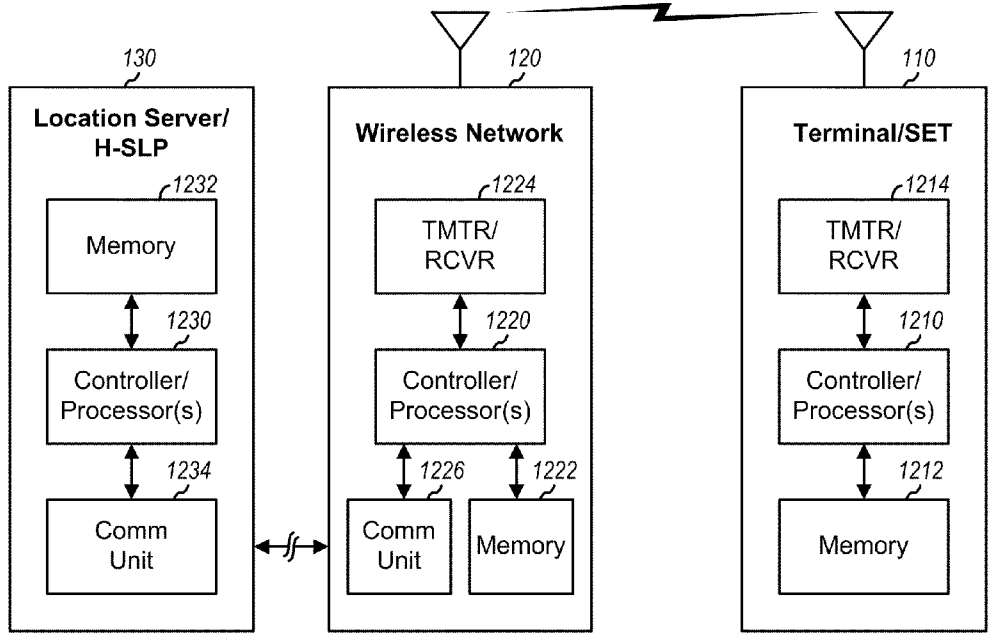 130
Location Server/
H-SLP
1232
Memory
1230
Controller/
Processor(s)
1234
Comm
Unit
120
Wireless Network
1224
TMTR/
RCVR
1220
Controller/
Processor(s)
1226
Comm
Unit
1222
Memory
110
Terminal/SET
1214
TMTR/
RCVR
1210
Controller/
Processor(s)
1212
Memory